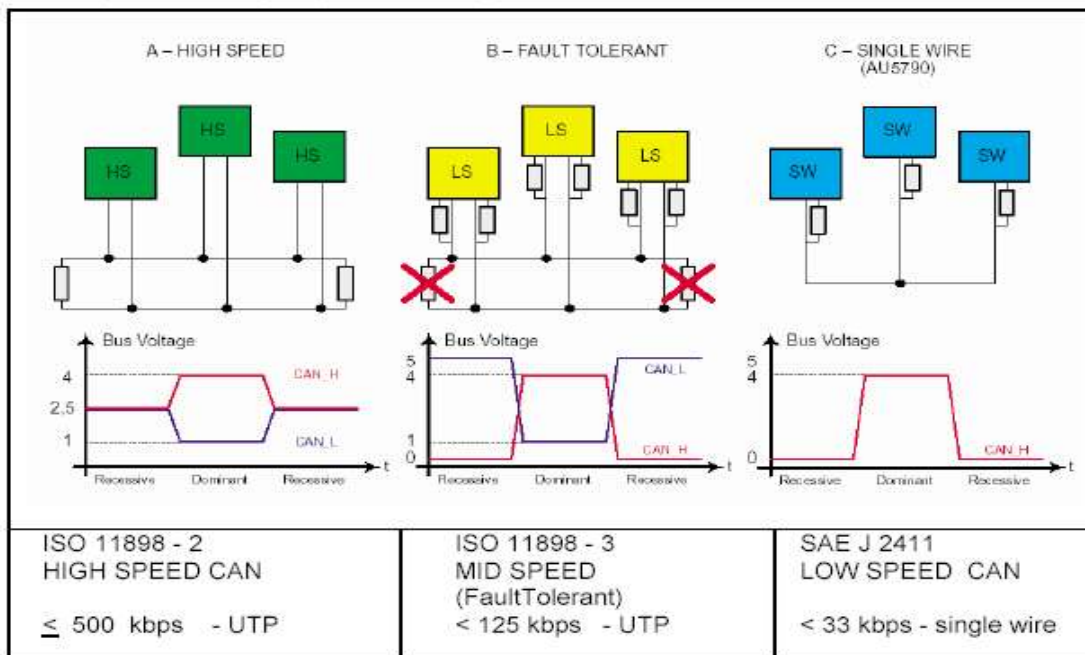 A – HIGH SPEED
B – FAULT TOLERANT
C – SINGLE WIRE
(AU5790)
HS
HS
HS
LS
LS
LS
SW
SW
SW
Bus Voltage
4
2.5
1
CAN_H
CAN_L
t
Recessive
Dominant
Recessive
Bus Voltage
5
4
1
0
CAN_L
CAN_H
t
Recessive
Dominant
Recessive
Bus Voltage
5
4
0
CAN_H
t
Recessive
Dominant
Recessive
ISO 11898 - 2
HIGH SPEED CAN
≤ 500 kbps - UTP
ISO 11898 - 3
MID SPEED
(FaultTolerant)
< 125 kbps - UTP
SAE J 2411
LOW SPEED CAN
< 33 kbps - single wire